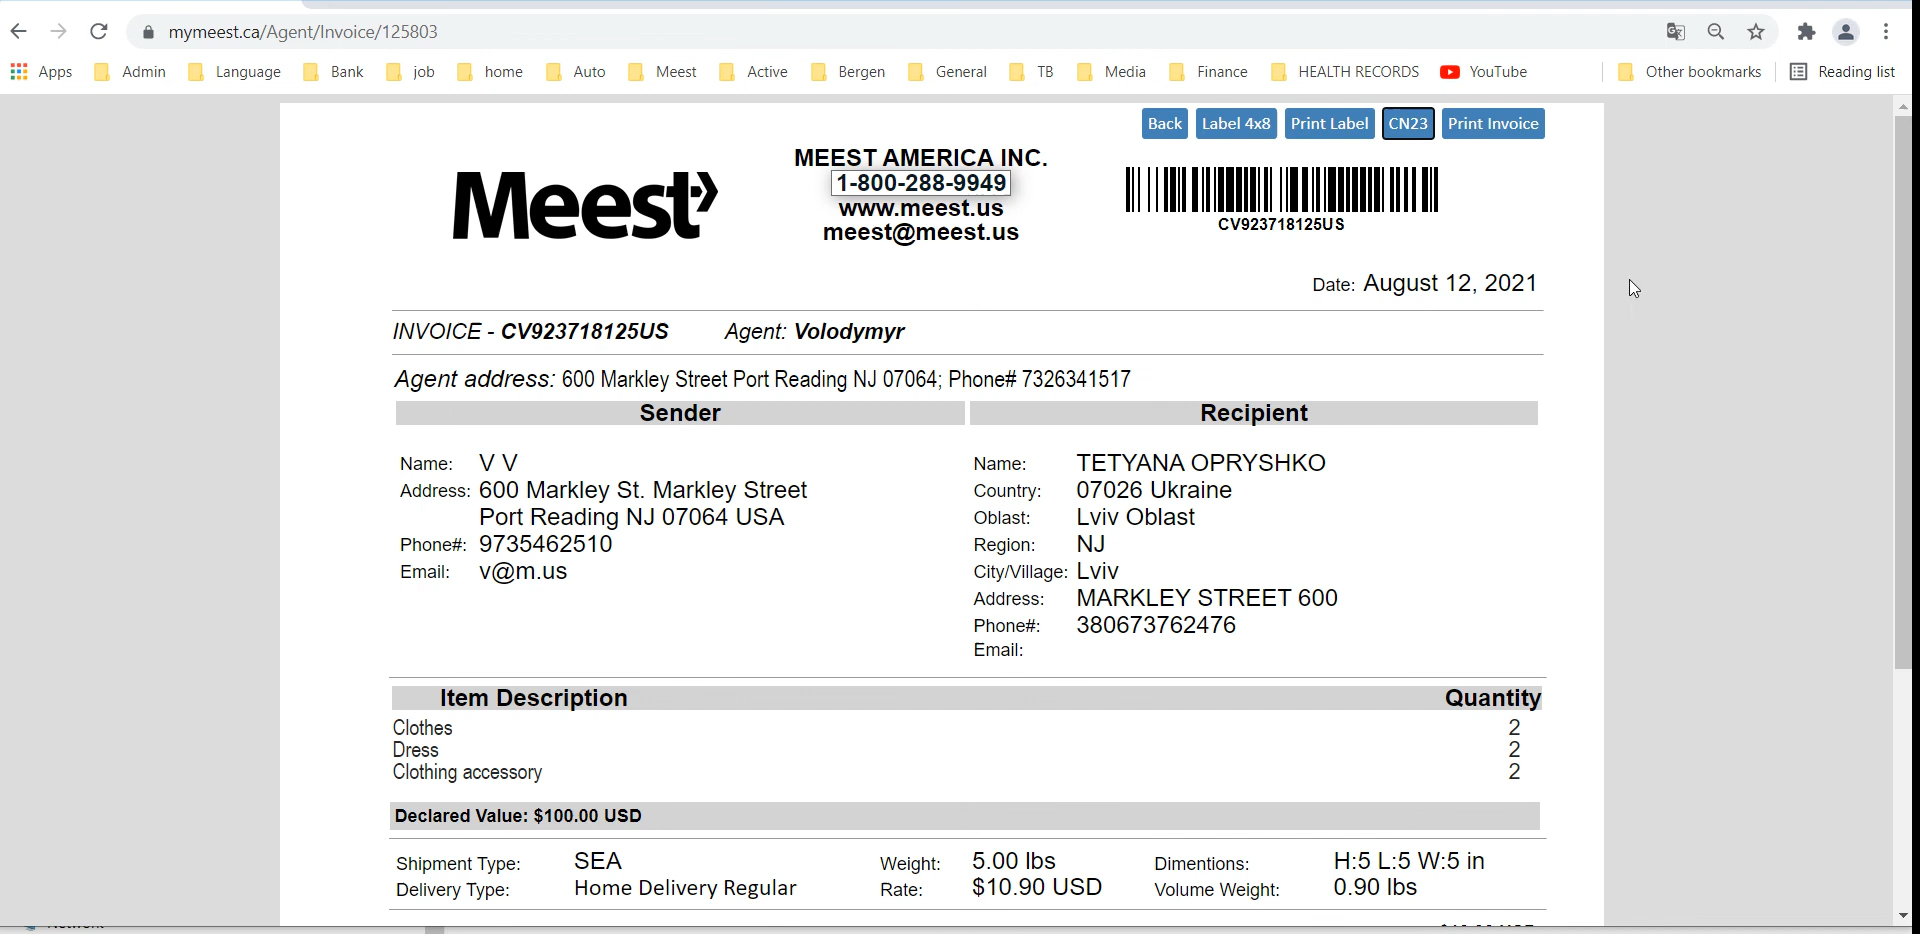 mymeest.ca/Agent/Invoice/125803
Apps Admin Language Bank job home Auto Meest Active Bergen General TB Media Finance HEALTH RECORDS YouTube Other bookmarks Reading list
Back Label 4x8 Print Label CN23 Print Invoice
Meest
MEEST AMERICA INC.
1-800-288-9949
www.meest.us
meest@meest.us
CV923718125US
Date: August 12, 2021
INVOICE - CV923718125US Agent: Volodymyr
Agent address: 600 Markley Street Port Reading NJ 07064; Phone# 7326341517
Sender
Name: V V
Address: 600 Markley St. Markley Street
Port Reading NJ 07064 USA
Phone#: 9735462510
Email: v@m.us
Recipient
Name: TETYANA OPRYSHKO
Country: 07026 Ukraine
Oblast: Lviv Oblast
Region: NJ
City/Village: Lviv
Address: MARKLEY STREET 600
Phone#: 380673762476
Email:
Item Description Quantity
Clothes 2
Dress 2
Clothing accessory 2
Declared Value: $100.00 USD
Shipment Type: SEA Weight: 5.00 lbs Dimentions: H:5 L:5 W:5 in
Delivery Type: Home Delivery Regular Rate: $10.90 USD Volume Weight: 0.90 lbs